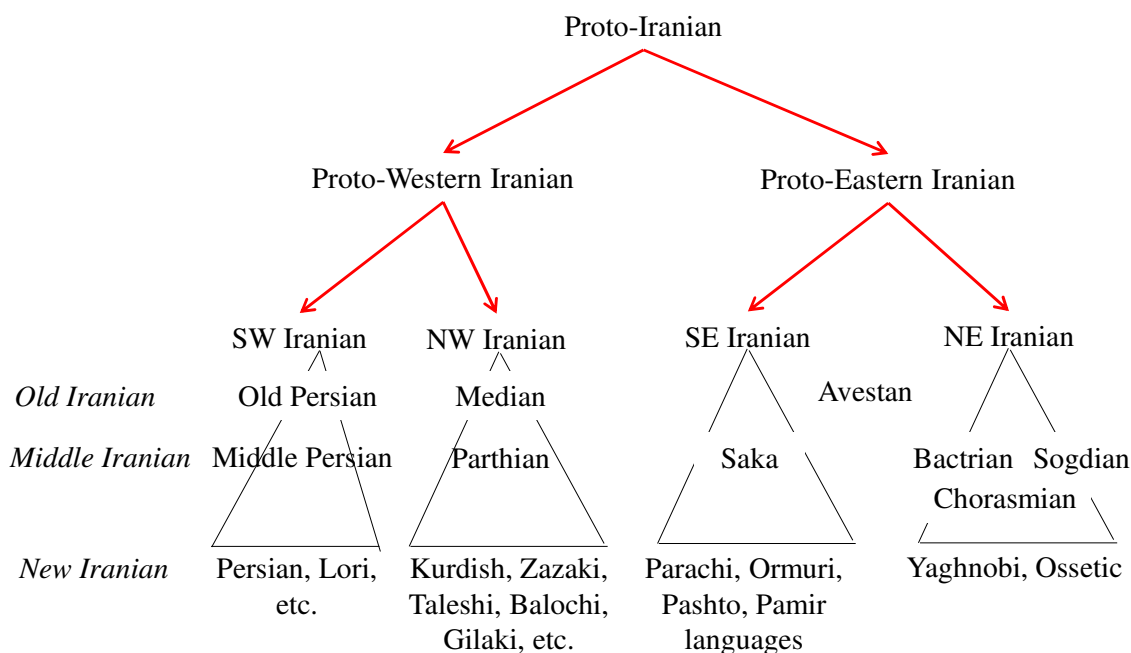 Proto-Iranian
Proto-Western Iranian Proto-Eastern Iranian
SW Iranian NW Iranian SE Iranian NE Iranian
Old Iranian Old Persian Median Avestan
Middle Iranian Middle Persian Parthian Saka Bactrian Sogdian
Chorasmian
New Iranian Persian, Lori, Kurdish, Zazaki, Parachi, Ormuri, Yaghnobi, Ossetic
etc. Taleshi, Balochi, Pashto, Pamir
Gilaki, etc. languages